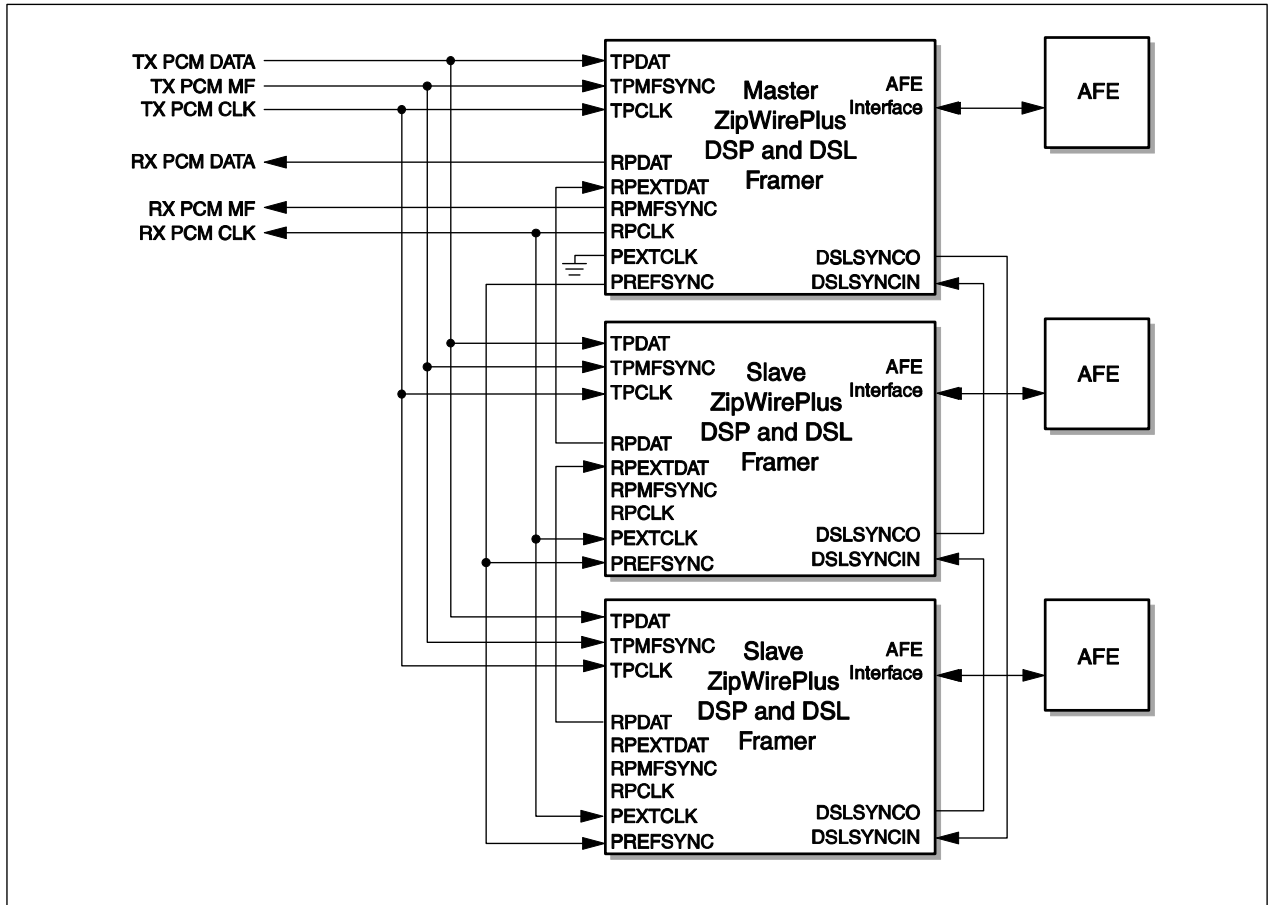 TX PCM DATA
TX PCM MF
TX PCM CLK
RX PCM DATA
RX PCM MF
RX PCM CLK
TPDAT
TPMFSYNC
TPCLK
RPDAT
RPEXTDAT
RPMFSYNC
RPCLK
PEXTCLK
PREFSYNC
Master
ZipWirePlus
DSP and DSL
Framer
AFE
Interface
DSLSYNCO
DSLSYNCIN
AFE
TPDAT
TPMFSYNC
TPCLK
RPDAT
RPEXTDAT
RPMFSYNC
RPCLK
PEXTCLK
PREFSYNC
Slave
ZipWirePlus
DSP and DSL
Framer
AFE
Interface
DSLSYNCO
DSLSYNCIN
AFE
TPDAT
TPMFSYNC
TPCLK
RPDAT
RPEXTDAT
RPMFSYNC
RPCLK
PEXTCLK
PREFSYNC
Slave
ZipWirePlus
DSP and DSL
Framer
AFE
Interface
DSLSYNCO
DSLSYNCIN
AFE